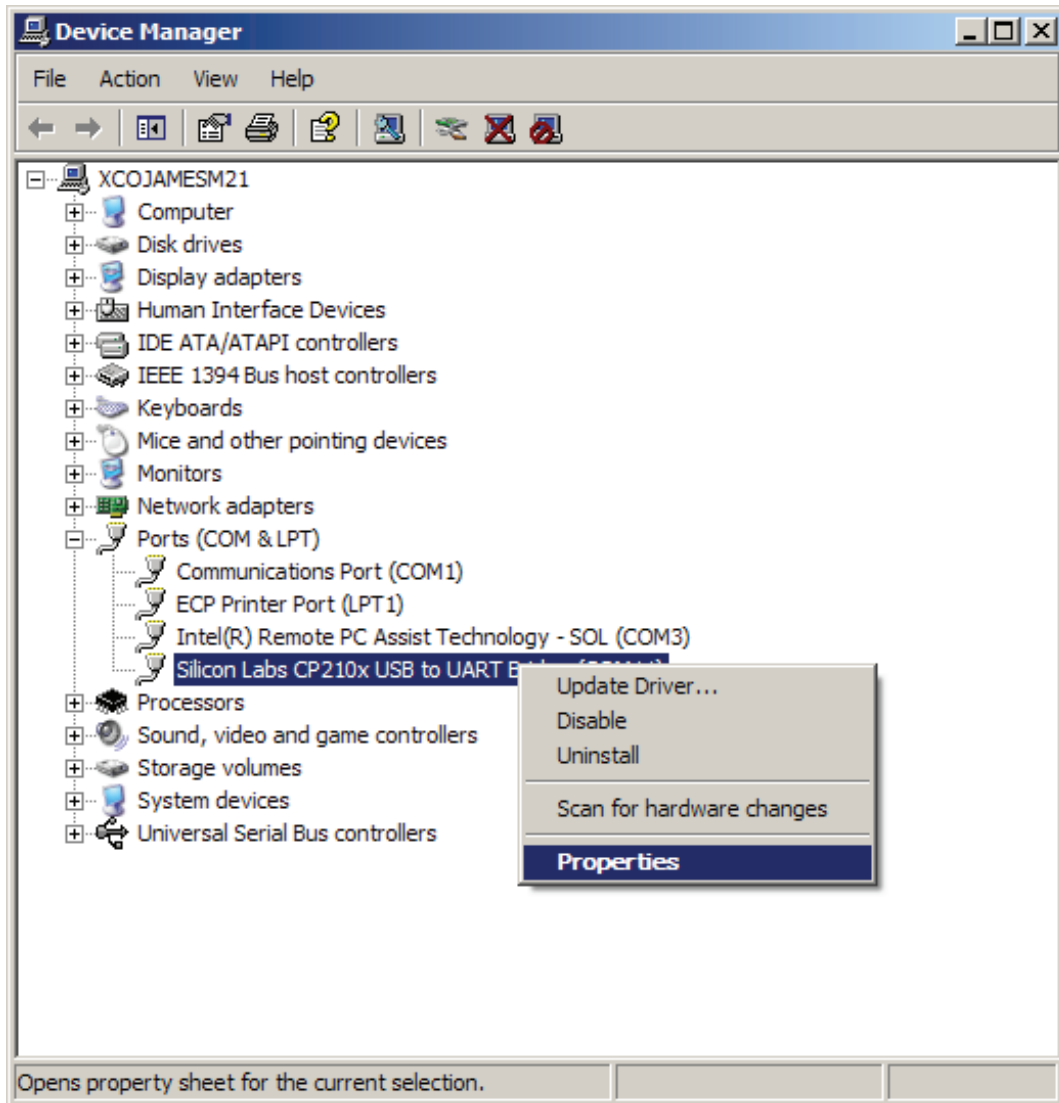 Device Manager
File Action View Help
XCOJAMESM21
Computer
Disk drives
Display adapters
Human Interface Devices
IDE ATA/ATAPI controllers
IEEE 1394 Bus host controllers
Keyboards
Mice and other pointing devices
Monitors
Network adapters
Ports (COM & LPT)
Communications Port (COM1)
ECP Printer Port (LPT1)
Intel(R) Remote PC Assist Technology - SOL (COM3)
Silicon Labs CP210x USB to UART
Processors
Sound, video and game controllers
Storage volumes
System devices
Universal Serial Bus controllers
Update Driver...
Disable
Uninstall
Scan for hardware changes
Properties
Opens property sheet for the current selection.